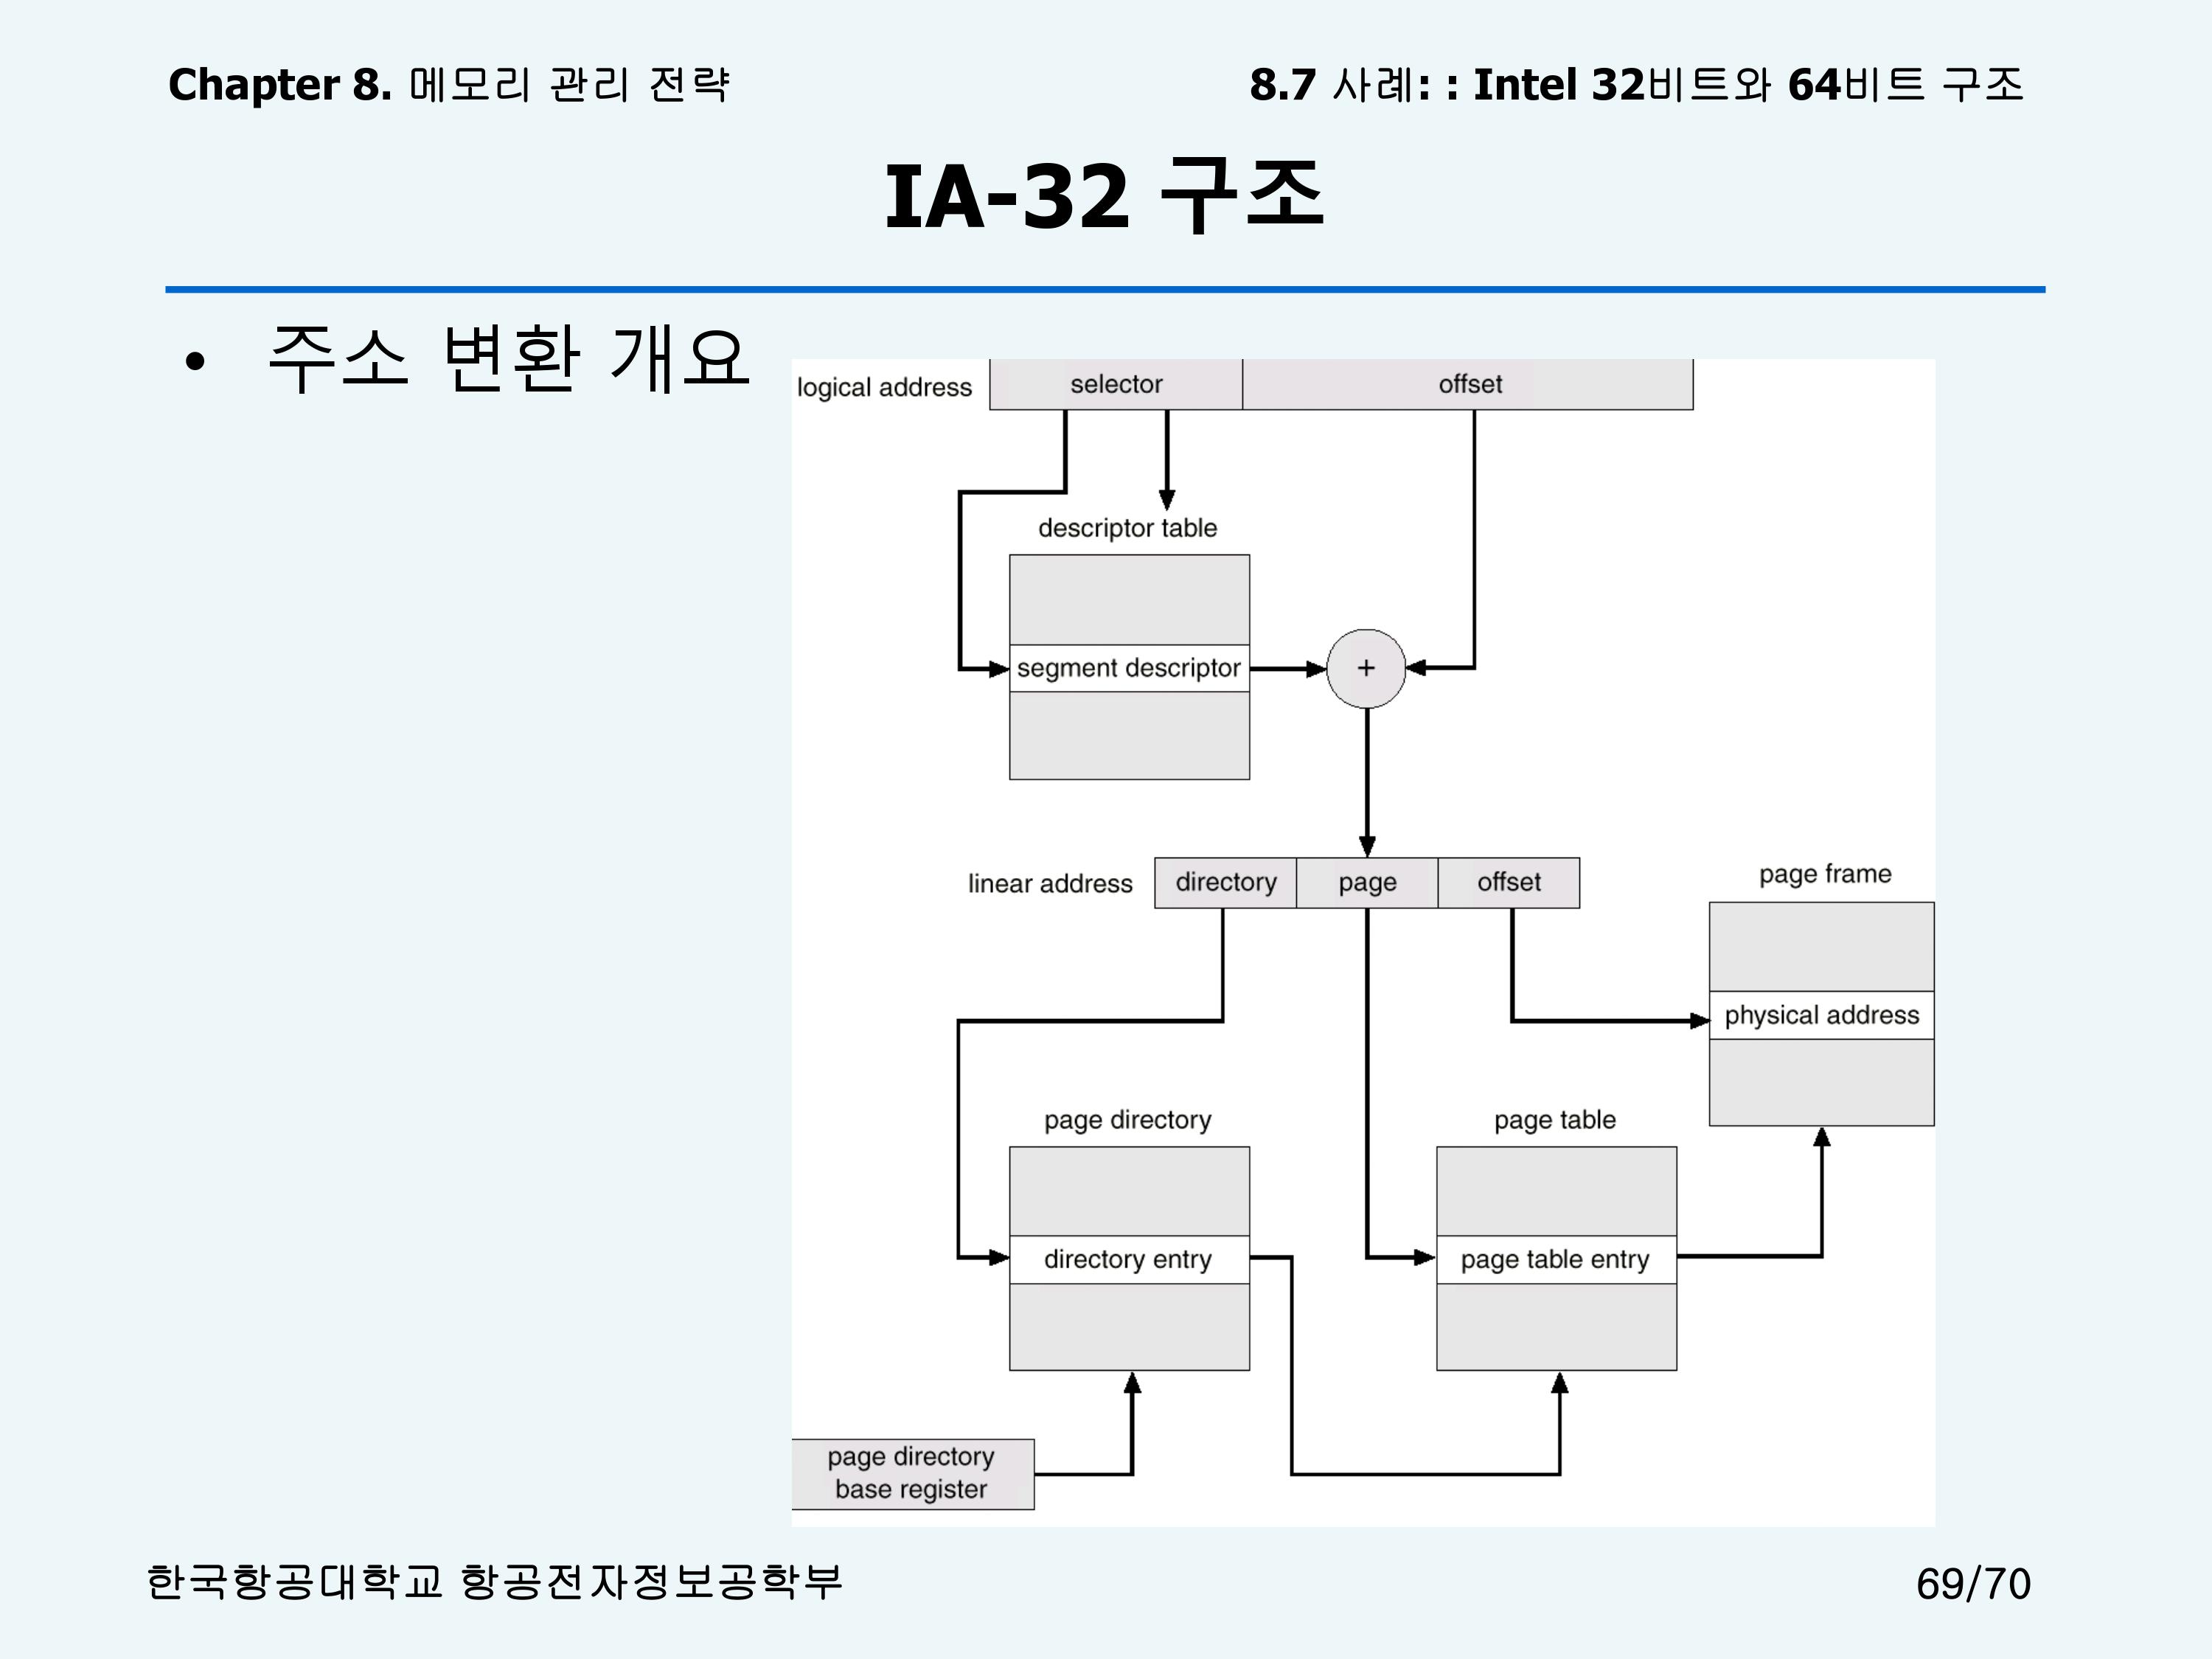 Chapter 8. 메모리 관리 전략
8.7 사례: : Intel 32비트와 64비트 구조
IA-32 구조
• 주소 변환 개요
logical address
selector
offset
descriptor table
segment descriptor
+
linear address
directory
page
offset
page frame
physical address
page directory
page table
directory entry
page table entry
page directory
base register
한국항공대학교 항공전자정보공학부
69/70